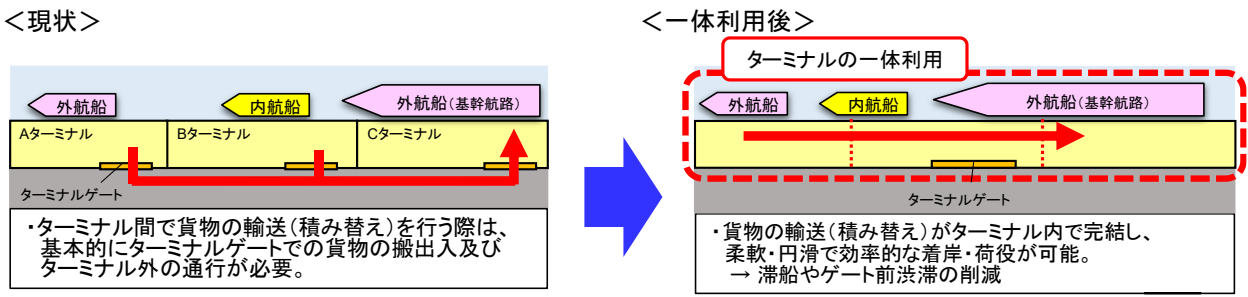 ＜現状＞
外航船
内航船
外航船（基幹航路）
Aターミナル
Bターミナル
Cターミナル
ターミナルゲート
・ターミナル間で貨物の輸送（積み替え）を行う際は、
基本的にターミナルゲートでの貨物の搬出入及び
ターミナル外の通行が必要。
＜一体利用後＞
ターミナルの一体利用
外航船
内航船
外航船（基幹航路）
ターミナルゲート
・貨物の輸送（積み替え）がターミナル内で完結し、
柔軟・円滑で効率的な着岸・荷役が可能。
→ 滞船やゲート前渋滞の削減